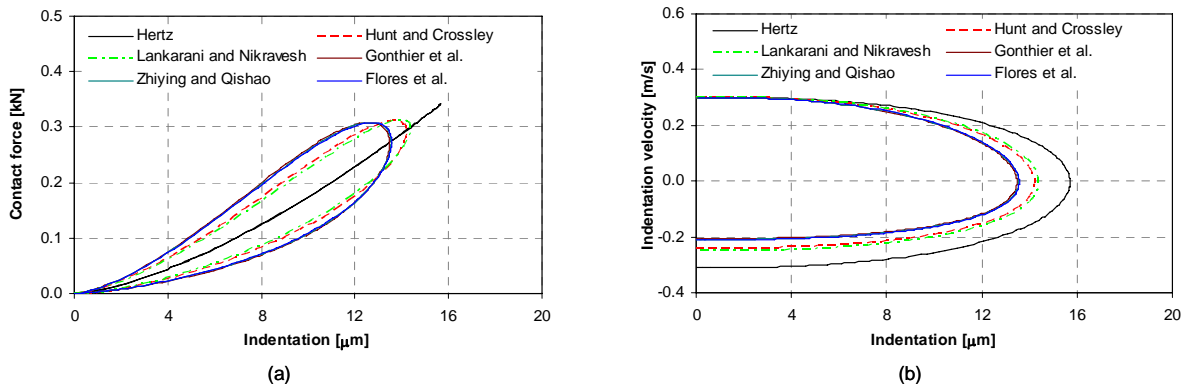 0.5
0.4
0.3
0.2
0.1
0.0
Contact force [kN]
Hertz
Hunt and Crossley
Lankarani and Nikravesh
Gonthier et al.
Zhiying and Qishao
Flores et al.
0 4 8 12 16 20
Indentation [μm]
(a)
0.6
0.4
0.2
0.0
-0.2
-0.4
Indentation velocity [m/s]
Hertz
Hunt and Crossley
Lankarani and Nikravesh
Gonthier et al.
Zhiying and Qishao
Flores et al.
0 4 8 12 16 20
Indentation [μm]
(b)